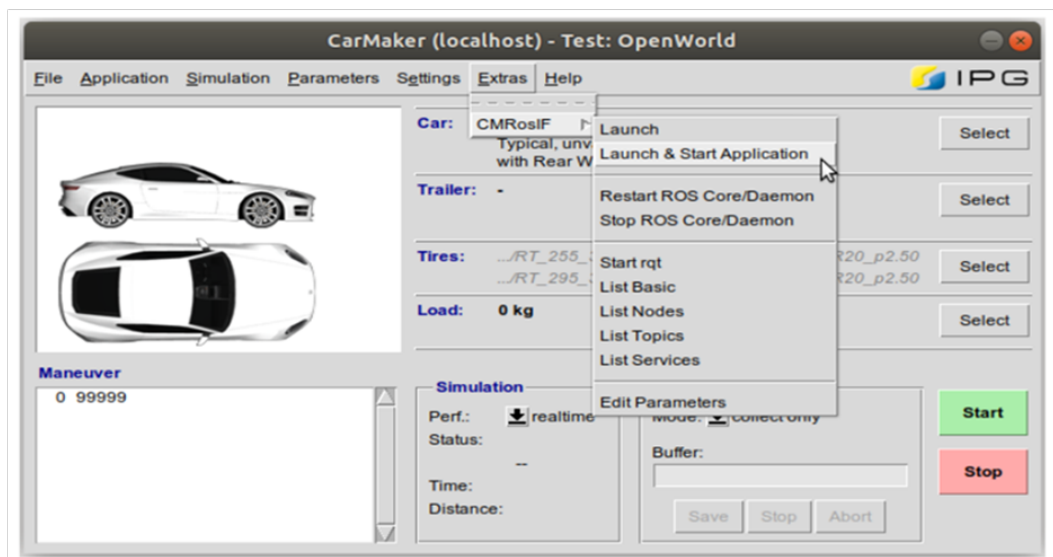 CarMaker (localhost) - Test: OpenWorld
File Application Simulation Parameters Settings Extras Help
IPG
Car:
CMRosIF
Typical, unv
with Rear W
Select
Launch
Launch & Start Application
Restart ROS Core/Daemon
Stop ROS Core/Daemon
Start rqt
List Basic
List Nodes
List Topics
List Services
Edit Parameters
Trailer: -
Select
Tires: .../RT_255_ R20_p2.50
.../RT_295_ R20_p2.50
Select
Load: 0 kg
Select
Maneuver
0 99999
Simulation
Perf.: realtime
Status:
--
Time:
Distance:
Mode: collect only
Buffer:
Save Stop Abort
Start
Stop